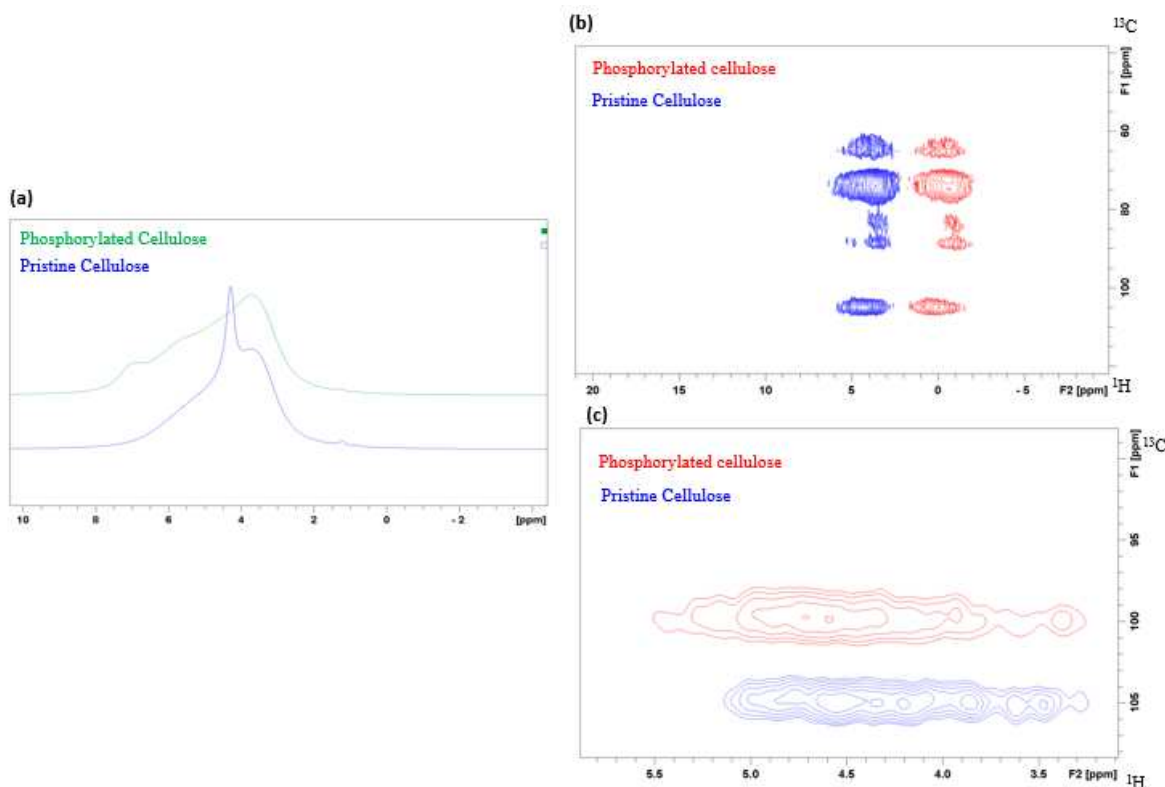 (a)
Phosphorylated Cellulose
Pristine Cellulose
10 8 6 4 2 0 - 2 [ppm]
(b)
13C
Phosphorylated cellulose
Pristine Cellulose
F1 [ppm]
60
80
100
20 15 10 5 0 - 5 F2 [ppm] 1H
(c)
13C
Phosphorylated cellulose
Pristine Cellulose
F1 [ppm]
95
100
105
5.5 5.0 4.5 4.0 3.5 F2 [ppm] 1H